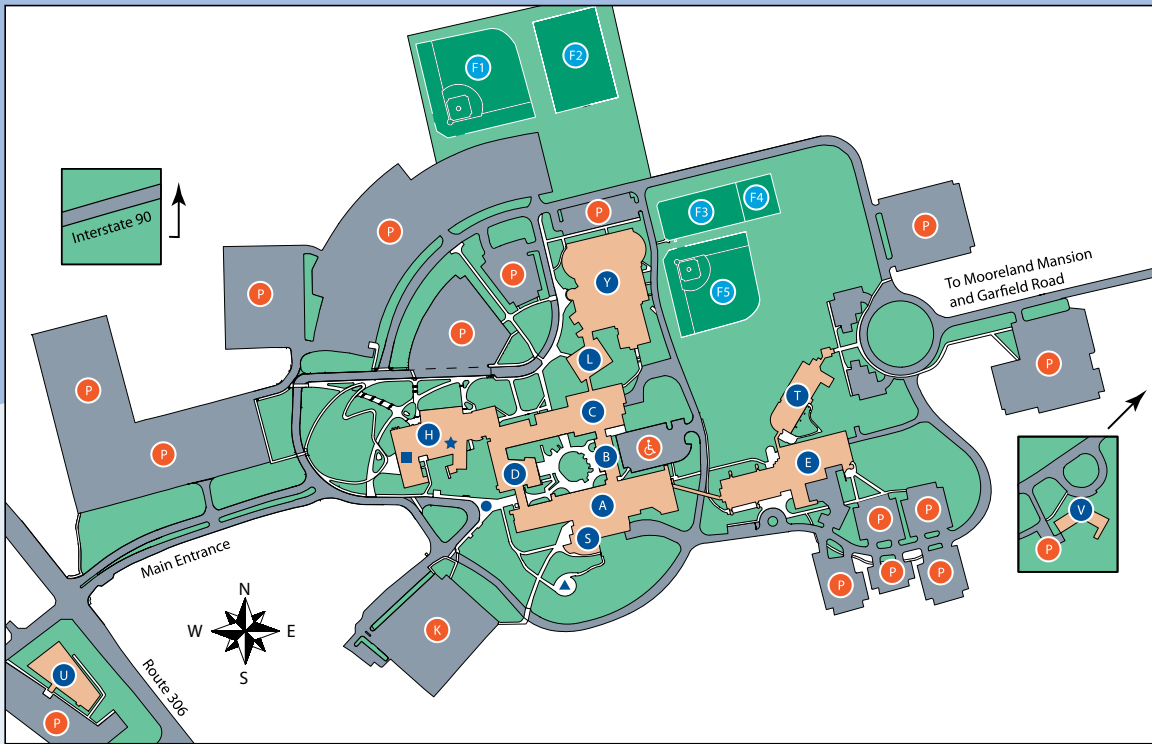 F1
F2
Interstate 90
P
F3
F4
P
P
P
To Mooreland Mansion
and Garfield Road
P
Y
F5
P
P
L
P
P
T
C
H
P
B
E
D
A
P
P
V
S
P
Main Entrance
P
P
P
N
W
E
S
K
U
Route 306
P